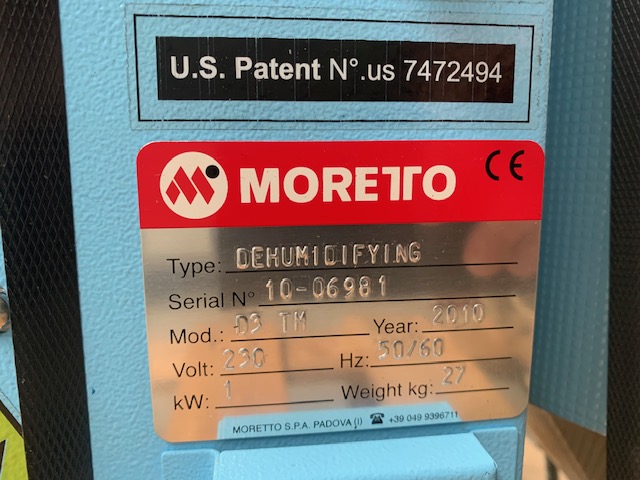 U.S. Patent N°.us 7472494
MORETTO
CE
Type: DEHUMIDIFYING
Serial N° 10-06981
Mod.: D3 TM Year: 2010
Volt: 230 Hz: 50/60
kW: 1 Weight kg: 27
MORETTO S.P.A. PADOVA (I) ☎ +39 049 9396711